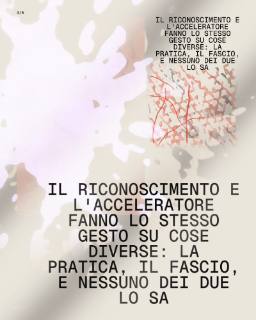 IL RICONOSCIMENTO E
L'ACCELERATORE
FANNO LO STESSO
GESTO SU COSE
DIVERSE: LA
PRATICA, IL FASCIO,
E NESSUNO DEI DUE
LO SA
IL RICONOSCIMENTO E
L'ACCELERATORE
FANNO LO STESSO
GESTO SU COSE
DIVERSE: LA
PRATICA, IL FASCIO,
E NESSUNO DEI DUE
LO SA